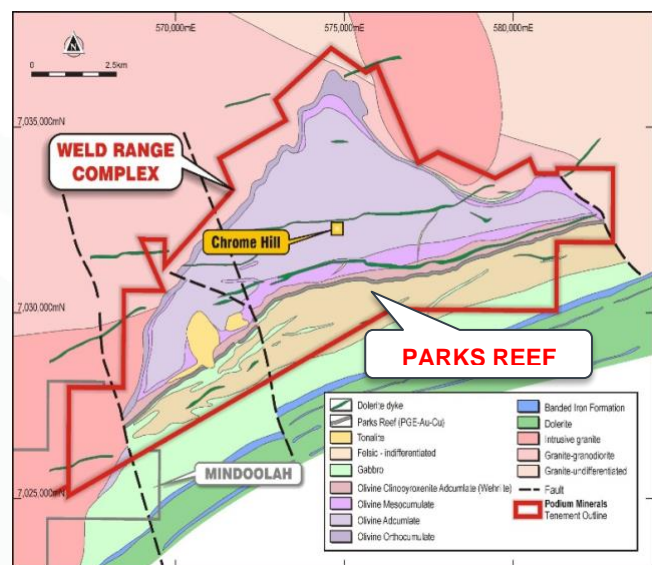 570,000mE
575,000mE
580,000mE
N
0
2.5km
7,035,000mN
WELD RANGE
COMPLEX
Chrome Hill
7,030,000mN
PARKS REEF
MINDOOLAH
7,025,000mN
Dolerite dyke
Parks Reef (PGE-Au-Cu)
Tonalite
Felsic - indifferentiated
Gabbro
Olivine Clinopyroxenite Adcumlate (Wehrlite)
Olivine Mesocumulate
Olivine Adcumlate
Olivine Orthocumulate
Banded Iron Formation
Dolerite
Intrusive granite
Granite-granodiorite
Granite-undifferentiated
Fault
Podium Minerals
Tenement Outline